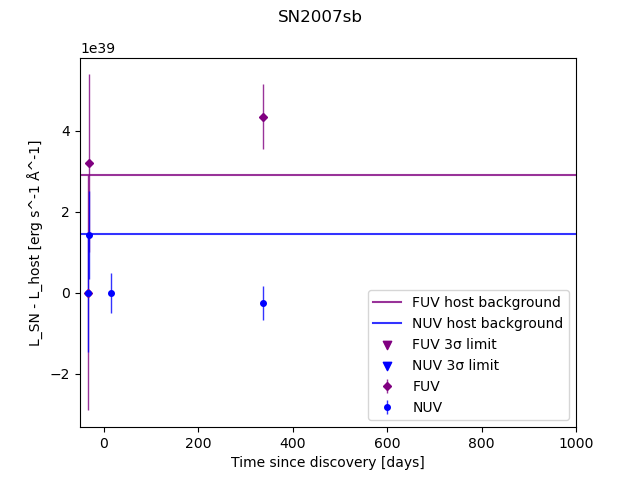 SN2007sb
1e39
L_SN - L_host [erg s^-1 Å^-1]
4
2
0
−2
FUV host background
NUV host background
FUV 3σ limit
NUV 3σ limit
FUV
NUV
0
200
400
600
800
1000
Time since discovery [days]